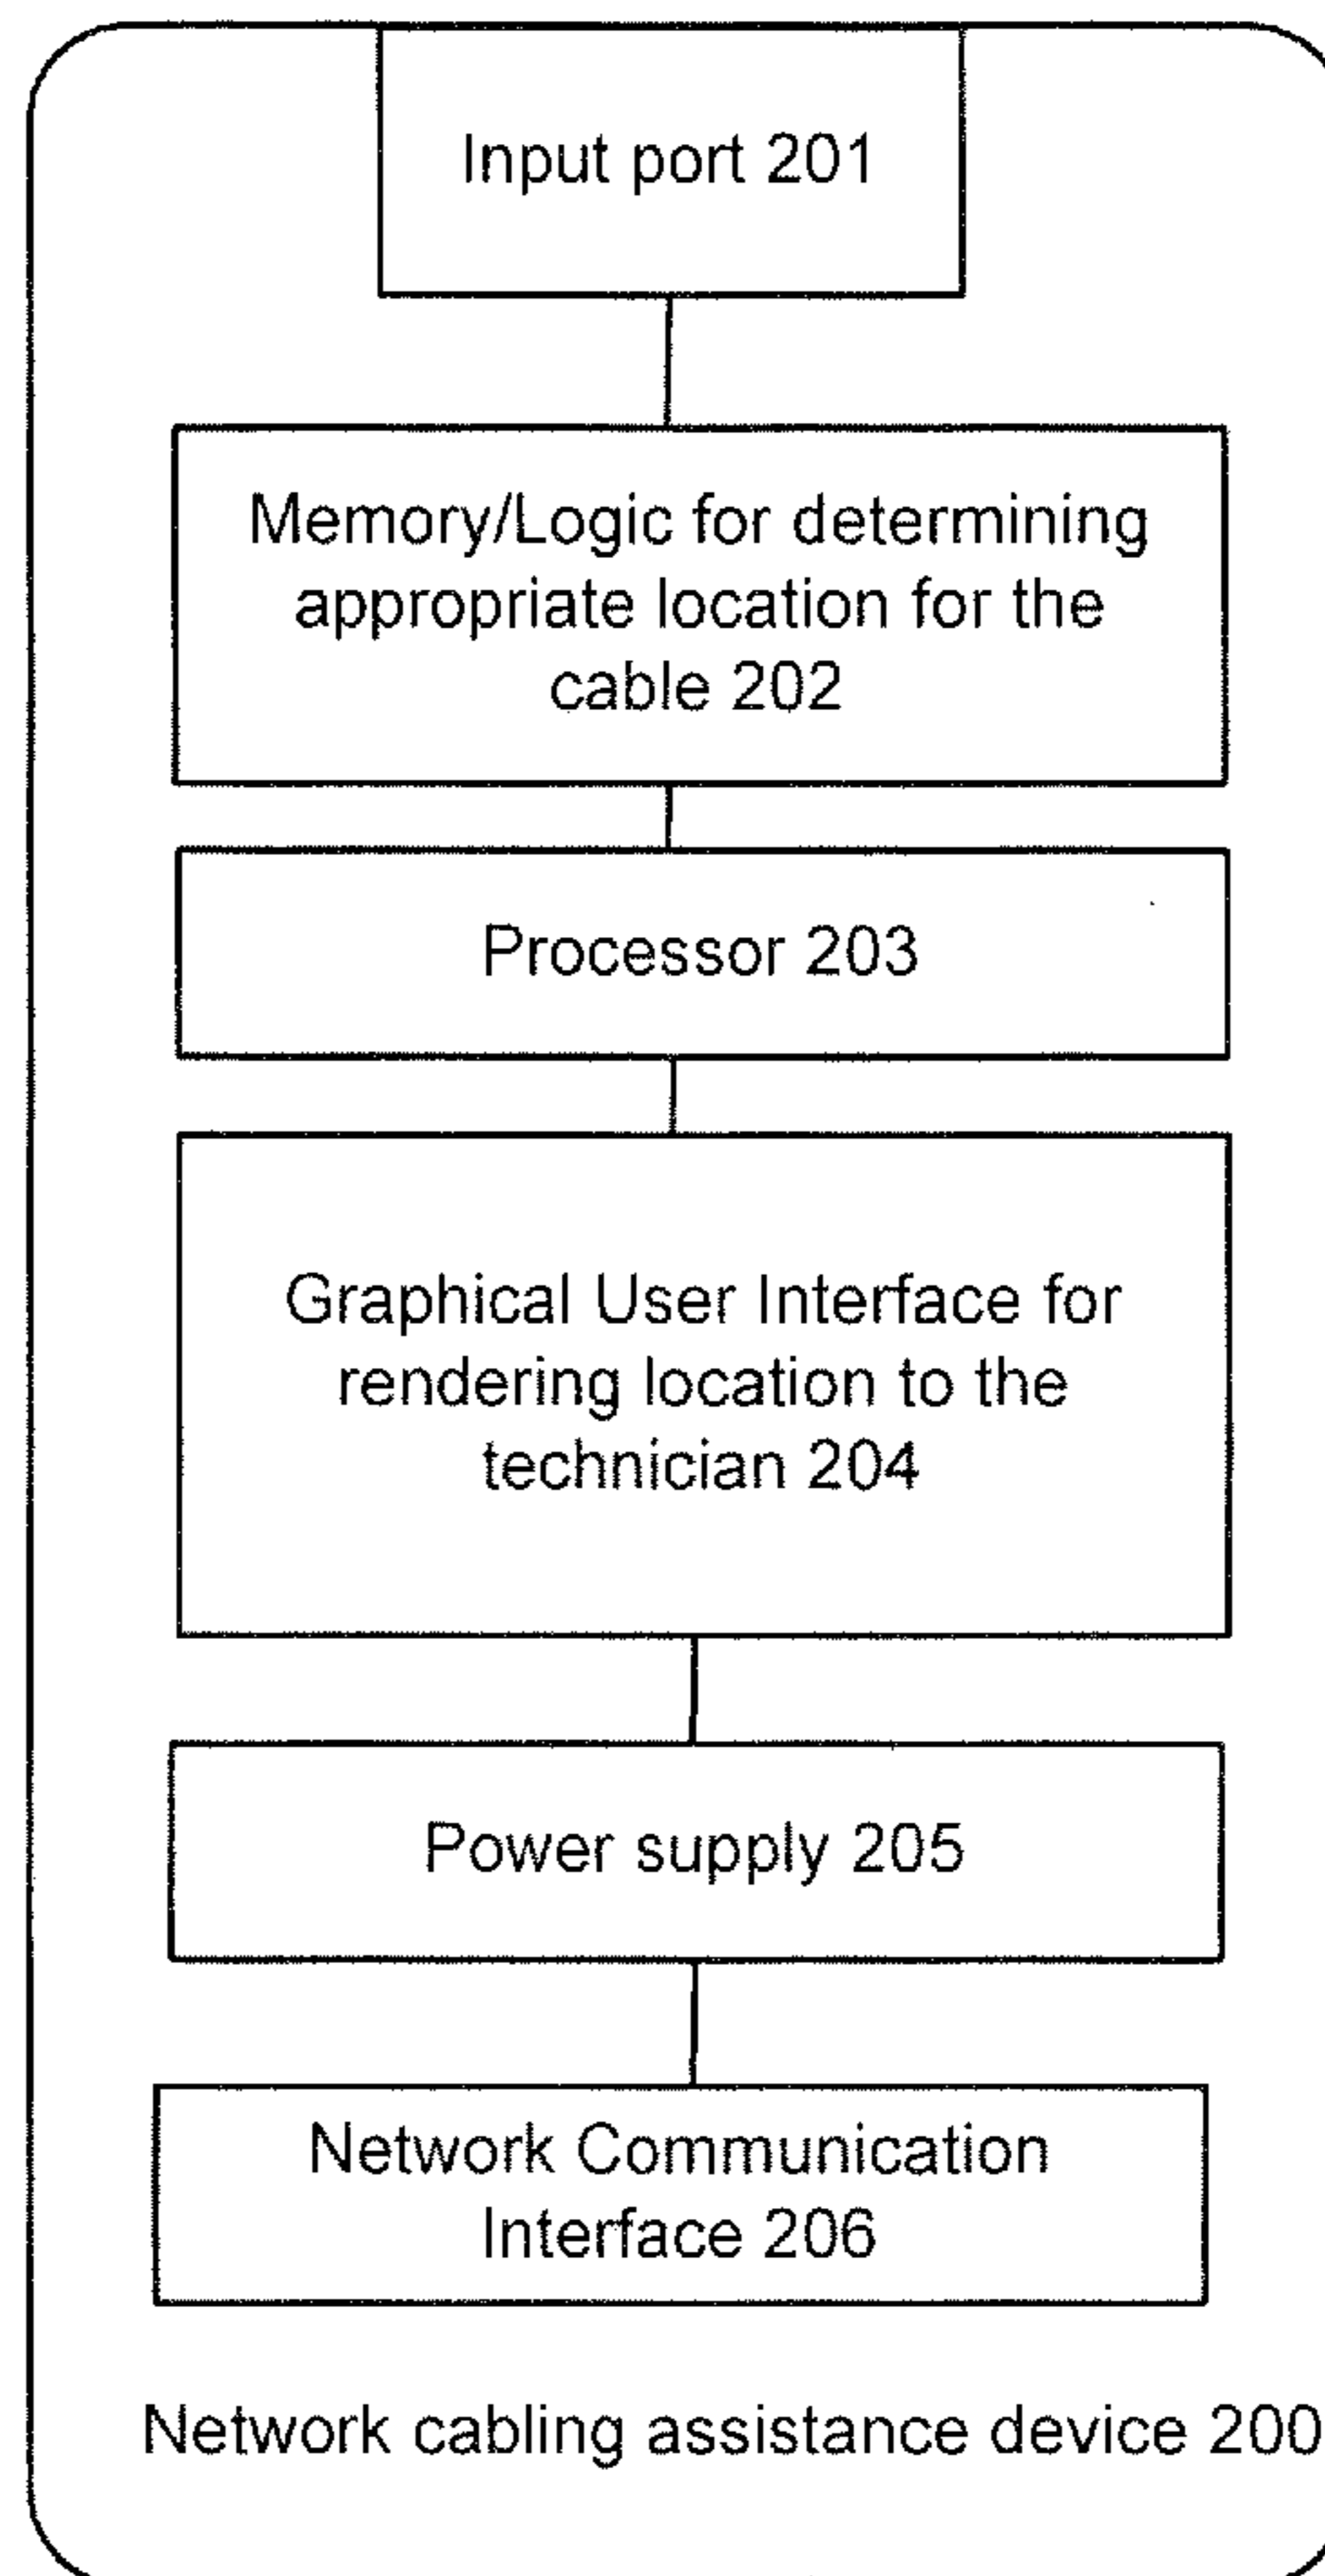 Input port 201
Memory/Logic for determining
appropriate location for the
cable 202
Processor 203
Graphical User Interface for
rendering location to the
technician 204
Power supply 205
Network Communication
Interface 206
Network cabling assistance device 200